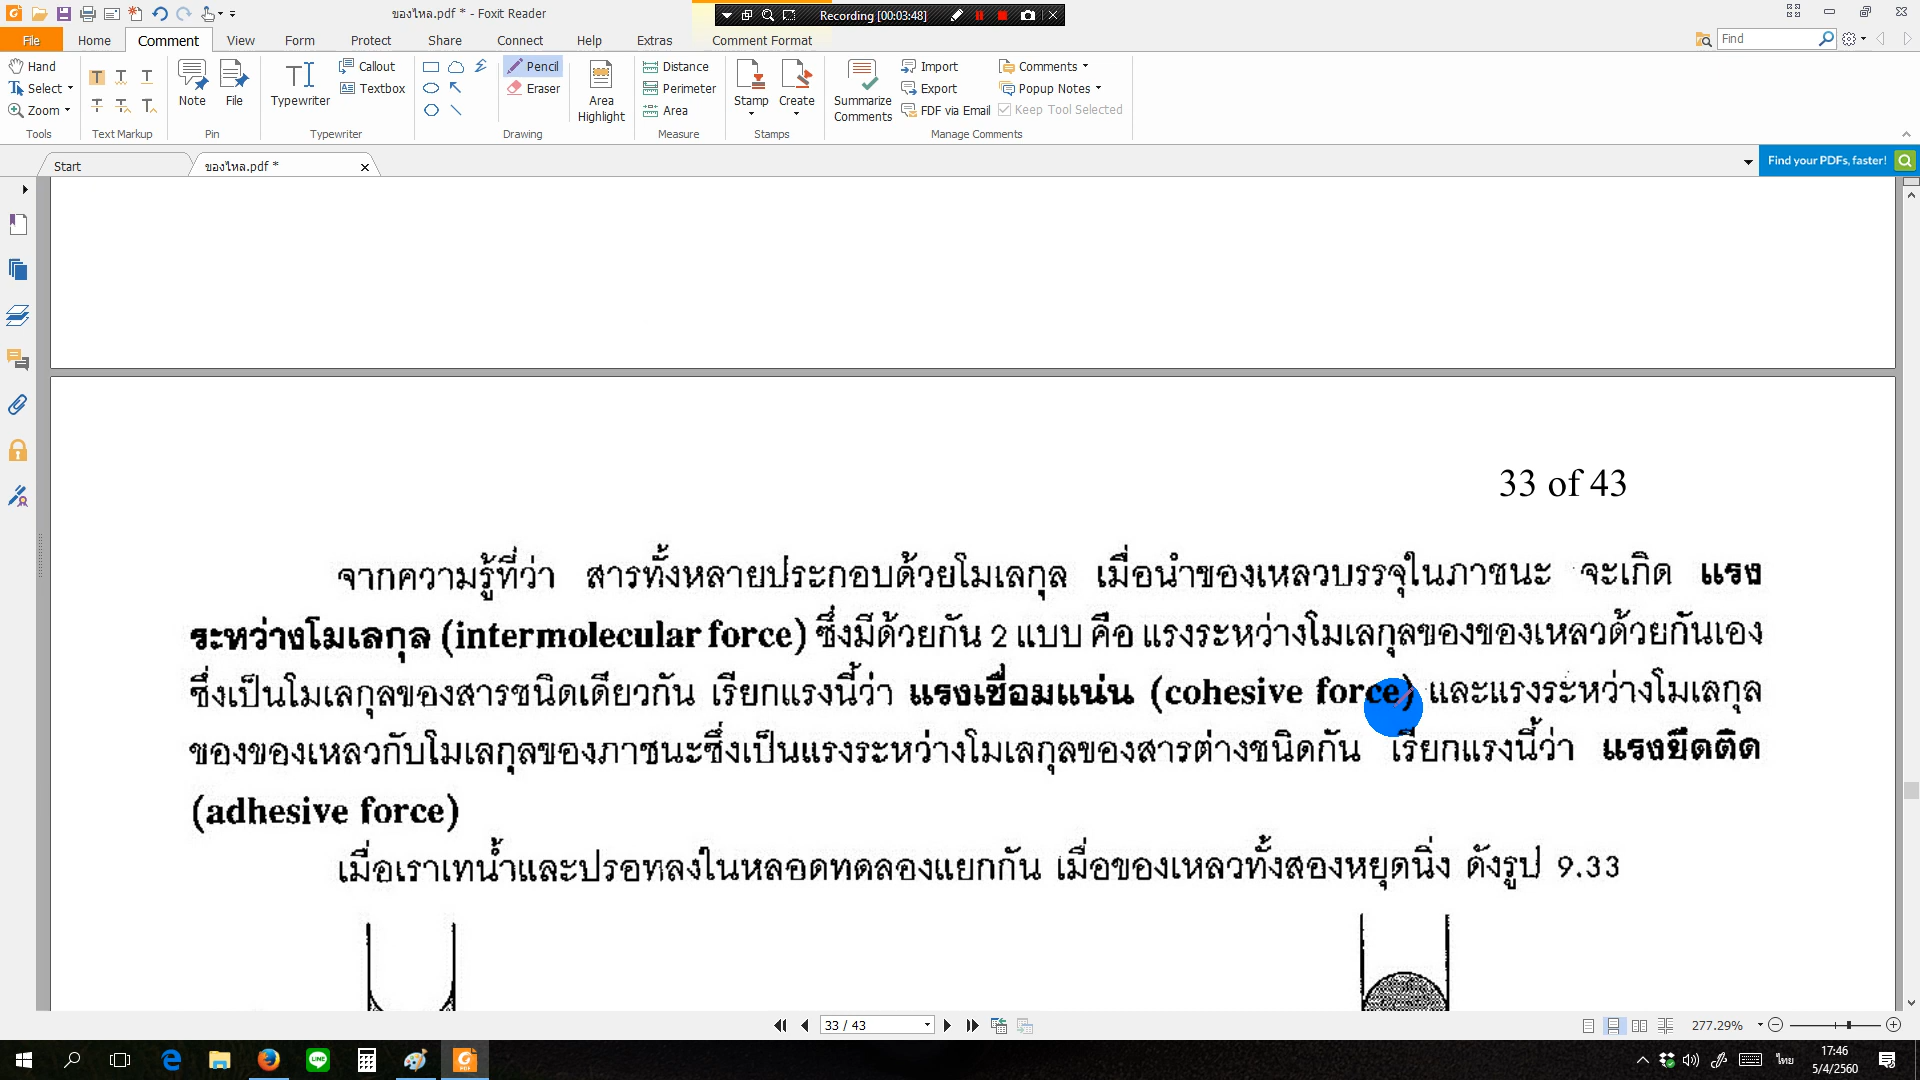 ของไหล.pdf * - Foxit Reader
Recording [00:03:48]
File Home Comment View Form Protect Share Connect Help Extras Comment Format
Find
Hand
Select
Zoom
Tools
Text Markup
Note
File
Pin
Typewriter
Callout
Textbox
Typewriter
Pencil
Eraser
Drawing
Area
Highlight
Distance
Perimeter
Area
Measure
Stamp
Create
Stamps
Summarize
Comments
Import
Export
FDF via Email
Comments
Popup Notes
Keep Tool Selected
Manage Comments
Start
ของไหล.pdf *
Find your PDFs, faster!
33 of 43
จากความรู้ที่ว่า สารทั้งหลายประกอบด้วยโมเลกุล เมื่อนำของเหลวบรรจุในภาชนะ จะเกิด แรง
ระหว่างโมเลกุล (intermolecular force) ซึ่งมีด้วยกัน 2 แบบ คือ แรงระหว่างโมเลกุลของของเหลวด้วยกันเอง
ซึ่งเป็นโมเลกุลของสารชนิดเดียวกัน เรียกแรงนี้ว่า แรงเชื่อมแน่น (cohesive force) และแรงระหว่างโมเลกุล
ของของเหลวกับโมเลกุลของภาชนะซึ่งเป็นแรงระหว่างโมเลกุลของสารต่างชนิดกัน เรียกแรงนี้ว่า แรงยึดติด
(adhesive force)
เมื่อเราเทน้ำและปรอทลงในหลอดทดลองแยกกัน เมื่อของเหลวทั้งสองหยุดนิ่ง ดังรูป 9.33
33 / 43
277.29%
LINE
PDF
ไทย
17:46
5/4/2560